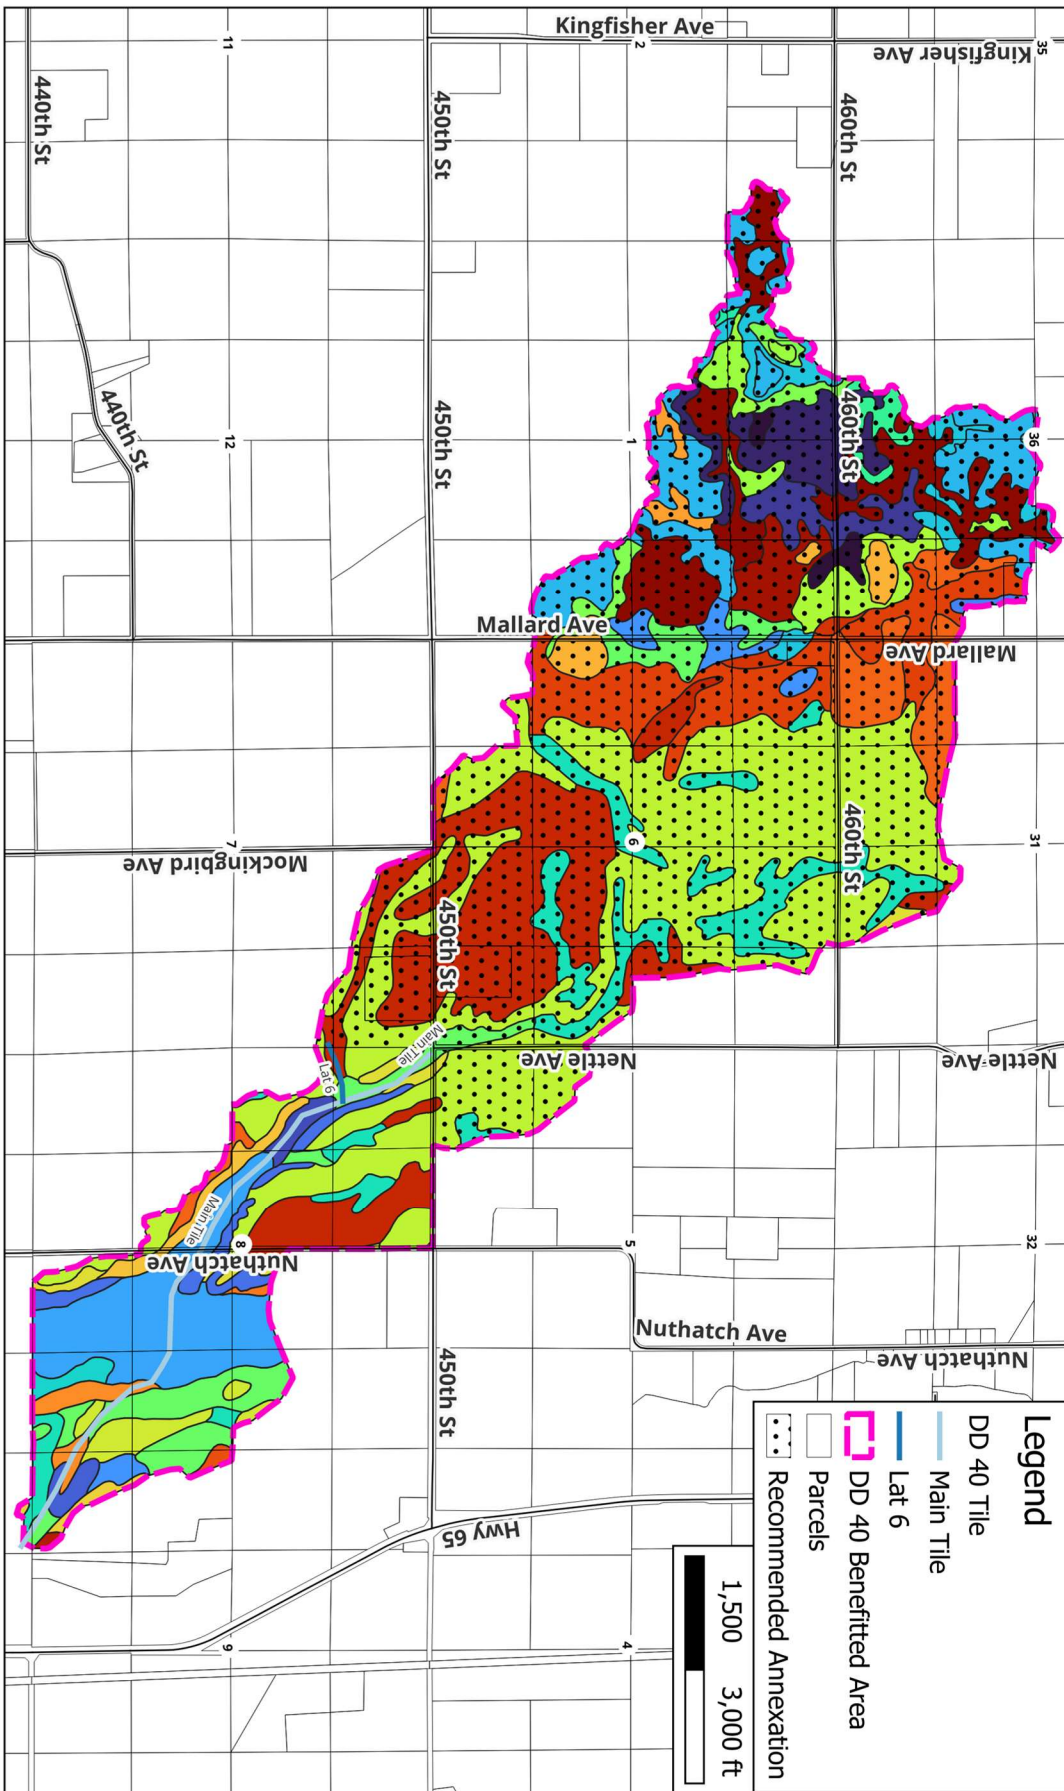 Kingfisher Ave
Kingfisher Ave
35
2
11
440th St
450th St
460th St
440th St
12
450th St
1
460th St
36
Mallard Ave
Mallard Ave
7
Mockingbird Ave
6
460th St
31
450th St
Main Tile
Lat 6
Nettle Ave
Nettle Ave
Main Tile
8
Nuthatch Ave
5
32
Nuthatch Ave
Nuthatch Ave
450th St
Hwy 65
9
4
Legend
DD 40 Tile
Main Tile
Lat 6
DD 40 Benefitted Area
Parcels
Recommended Annexation
1,500 3,000 ft